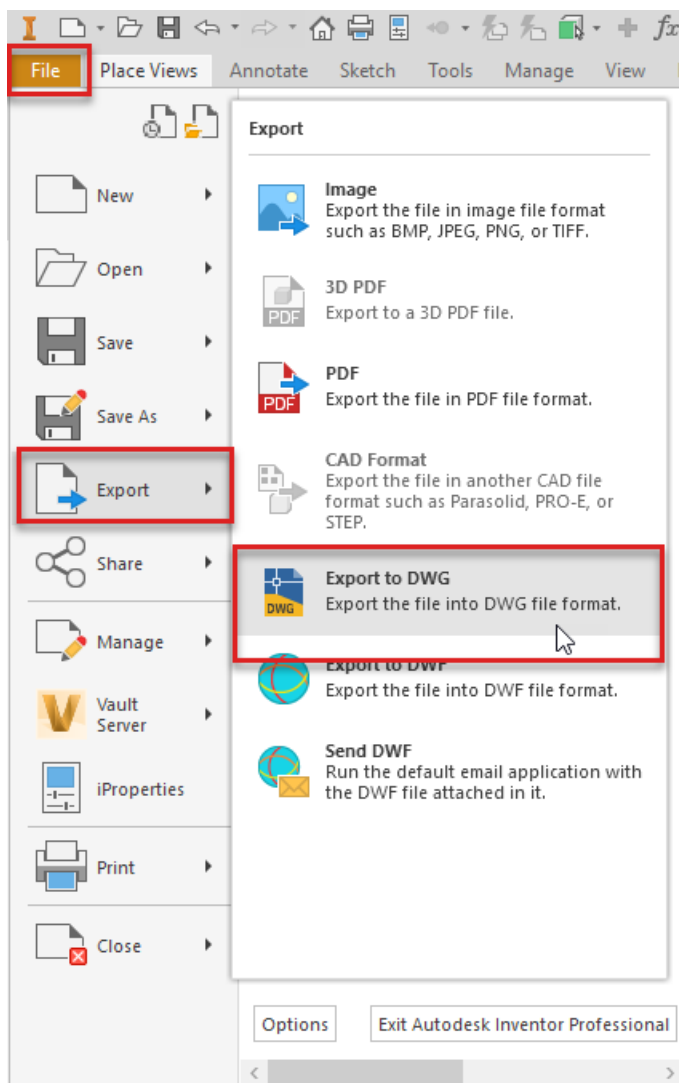 I
fx
File
Place Views
Annotate
Sketch
Tools
Manage
View
Export
New
Open
Save
Save As
Export
Share
Manage
Vault
Server
iProperties
Print
Close
Image
Export the file in image file format
such as BMP, JPEG, PNG, or TIFF.
PDF
3D PDF
Export to a 3D PDF file.
PDF
PDF
Export the file in PDF file format.
CAD Format
Export the file in another CAD file
format such as Parasolid, PRO-E, or
STEP.
DWG
Export to DWG
Export the file into DWG file format.
Export to DWF
Export the file into DWF file format.
Send DWF
Run the default email application with
the DWF file attached in it.
Options
Exit Autodesk Inventor Professional